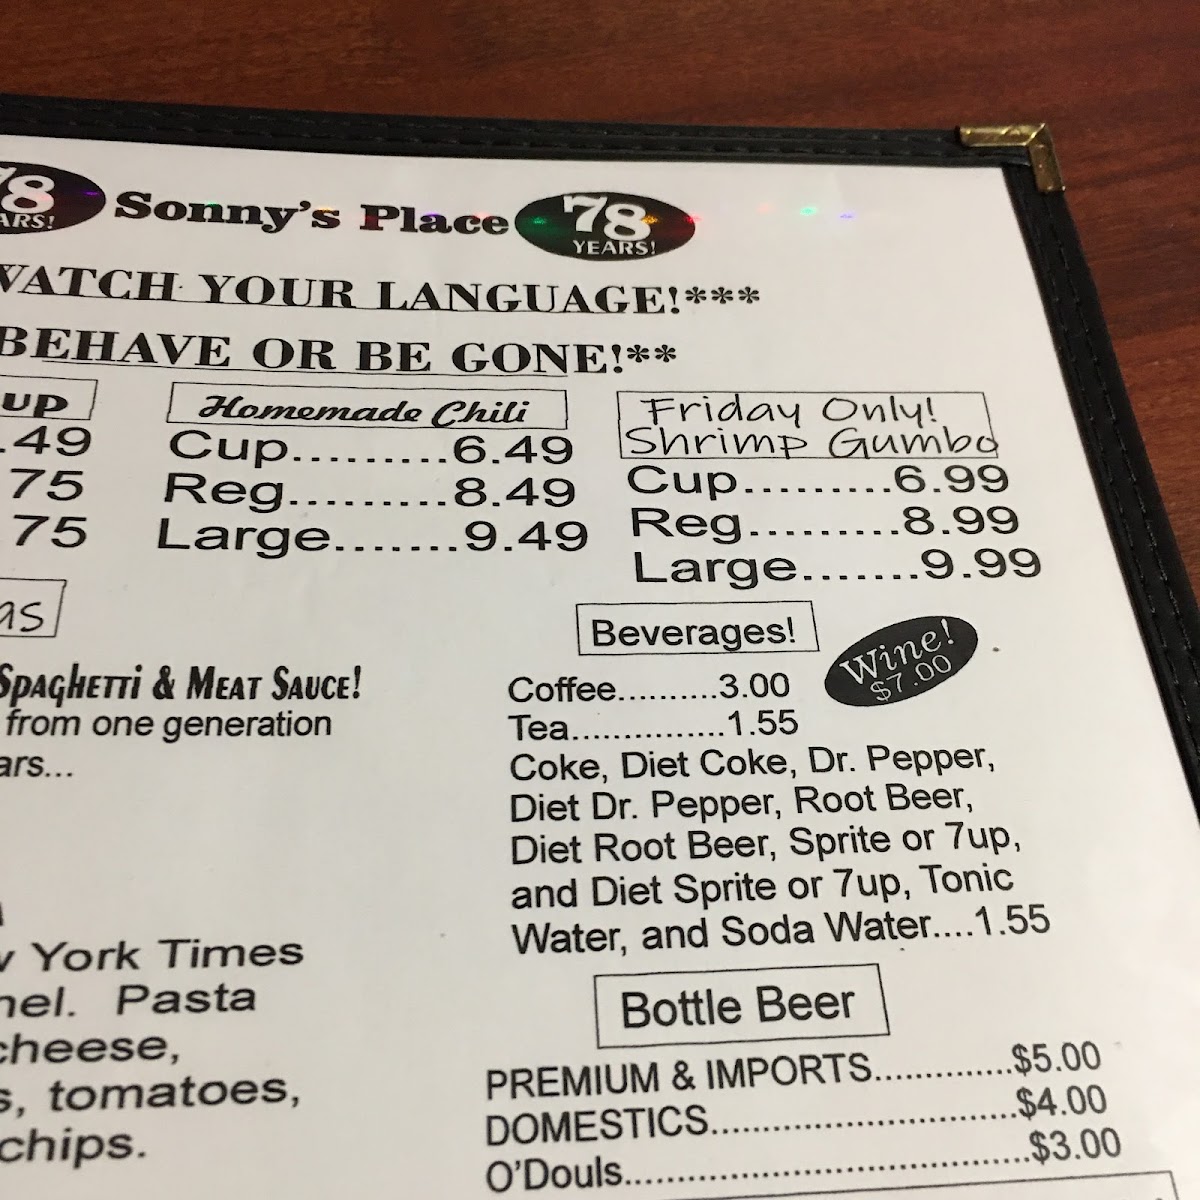 78 Sonny's Place 78
YEARS! YEARS!
WATCH YOUR LANGUAGE!***
BEHAVE OR BE GONE!**
.49
75
75
Homemade Chili
Cup.........6.49
Reg.........8.49
Large.......9.49
Friday Only!
Shrimp Gumbo
Cup.........6.99
Reg.........8.99
Large.......9.99
SPAGHETTI & MEAT SAUCE!
from one generation
York Times
Pasta
cheese,
tomatoes,
chips.
Beverages!
Wine!
$7.00
Coffee..........3.00
Tea...............1.55
Coke, Diet Coke, Dr. Pepper,
Diet Dr. Pepper, Root Beer,
Diet Root Beer, Sprite or 7up,
and Diet Sprite or 7up, Tonic
Water, and Soda Water....1.55
Bottle Beer
PREMIUM & IMPORTS..............$5.00
DOMESTICS...............................$4.00
O'Douls.........................................$3.00